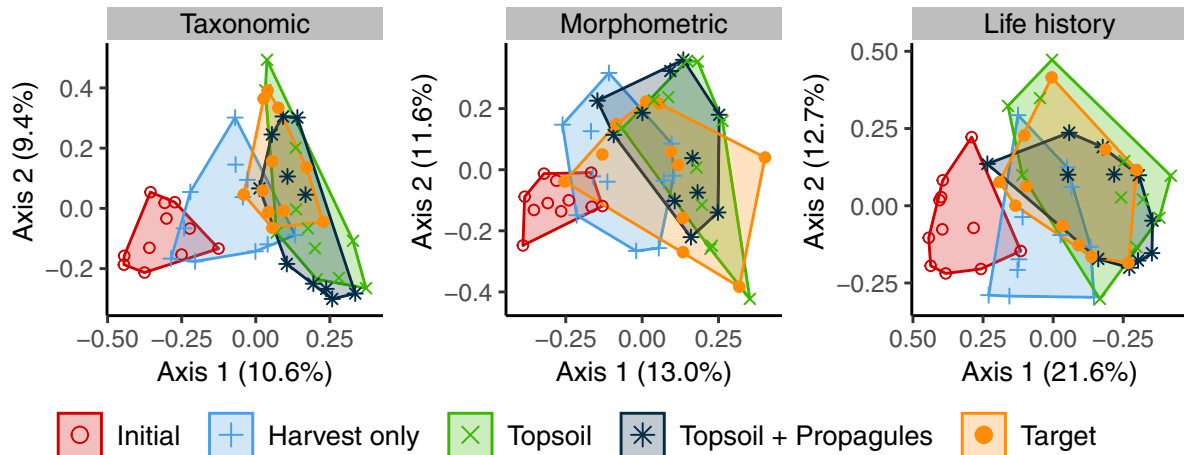 Taxonomic
Morphometric
Life history
Axis 2 (9.4%)
0.4
0.2
0.0
−0.2
−0.50
−0.25
0.00
0.25
Axis 1 (10.6%)
Axis 2 (11.6%)
0.2
0.0
−0.2
−0.4
−0.25
0.00
0.25
Axis 1 (13.0%)
Axis 2 (12.7%)
0.50
0.25
0.00
−0.25
0.50
0.25
0.00
−0.25
Axis 1 (21.6%)
Initial
Harvest only
Topsoil
Topsoil + Propagules
Target